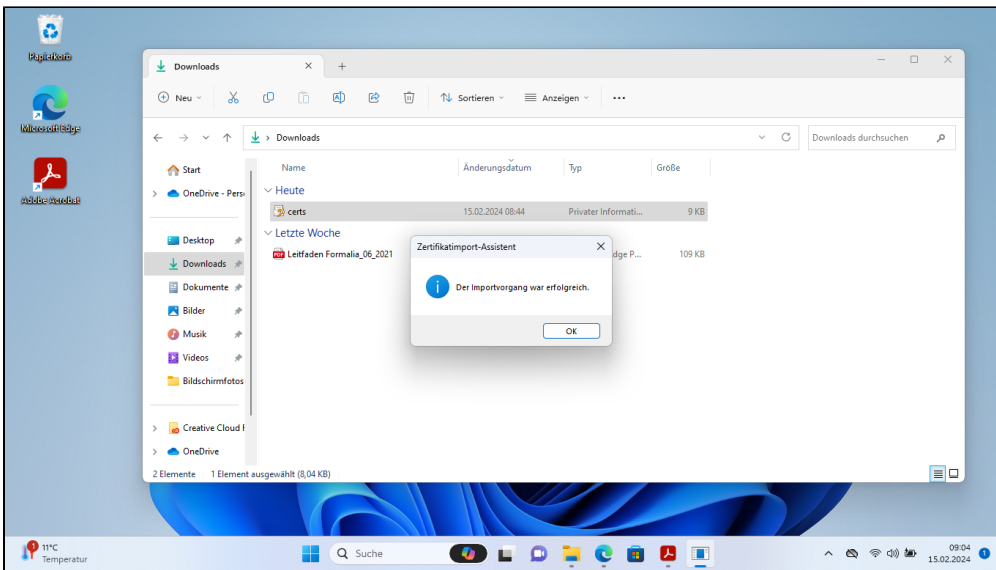 Papierkorb
Microsoft Edge
Adobe Acrobat
Downloads
Neu
Sortieren
Anzeigen
Downloads
Downloads durchsuchen
Start
OneDrive - Pers
Desktop
Downloads
Dokumente
Bilder
Musik
Videos
Bildschirmfotos
Creative Cloud F
OneDrive
Name Änderungsdatum Typ Größe
Heute
certs 15.02.2024 08:44 Privater Informati... 9 KB
Letzte Woche
PDF Leitfaden Formalia_06_2021 dge P... 109 KB
Zertifikatimport-Assistent
Der Importvorgang war erfolgreich.
OK
2 Elemente 1 Element ausgewählt (8,04 KB)
1
11°C
Temperatur
Suche
09:04
15.02.2024
1